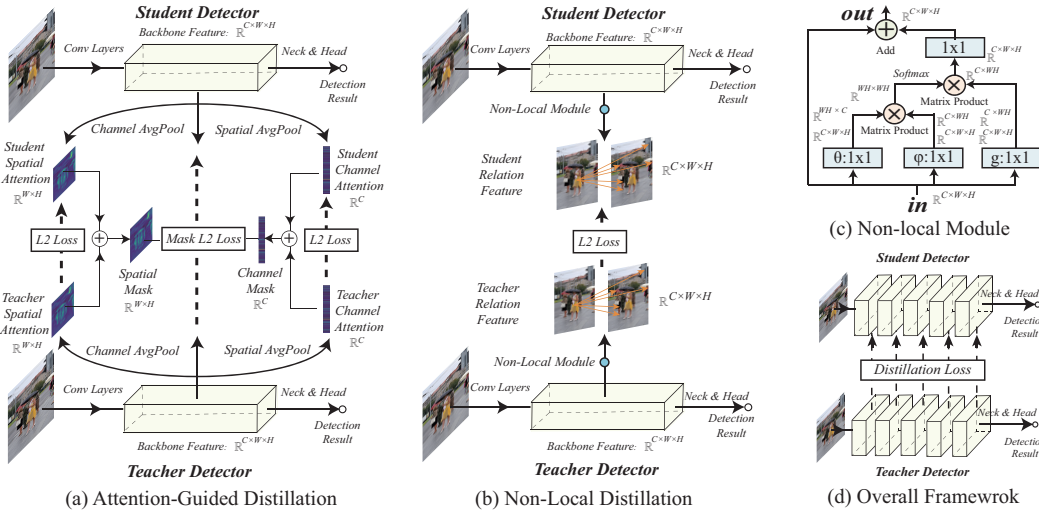 Student Detector
Backbone Feature: ℝ^{C×W×H}
Conv Layers
Neck & Head
Detection
Result
Channel AvgPool
Spatial AvgPool
Student
Spatial
Attention
ℝ^{W×H}
Student
Channel
Attention
ℝ^C
L2 Loss
Mask L2 Loss
L2 Loss
Spatial
Mask
ℝ^{W×H}
Channel
Mask
ℝ^C
Teacher
Spatial
Attention
ℝ^{W×H}
Teacher
Channel
Attention
ℝ^C
Channel AvgPool
Spatial AvgPool
Conv Layers
Neck & Head
Detection
Result
Backbone Feature: ℝ^{C×W×H}
Teacher Detector
(a) Attention-Guided Distillation
Student Detector
Backbone Feature: ℝ^{C×W×H}
Conv Layers
Neck & Head
Detection
Result
Non-Local Module
Student
Relation
Feature
ℝ^{C×W×H}
L2 Loss
Teacher
Relation
Feature
ℝ^{C×W×H}
Non-Local Module
Conv Layers
Neck & Head
Detection
Result
Backbone Feature: ℝ^{C×W×H}
Teacher Detector
(b) Non-Local Distillation
out
ℝ^{C×W×H}
Add
1x1
ℝ^{C×W×H}
Softmax
ℝ^{C×WH}
ℝ^{WH×WH}
Matrix Product
ℝ^{WH×C}
ℝ^{C×WH}
ℝ^{C×WH}
ℝ^{C×W×H}
Matrix Product
ℝ^{C×W×H}
ℝ^{C×W×H}
θ:1x1
φ:1x1
g:1x1
in
ℝ^{C×W×H}
(c) Non-local Module
Student Detector
Neck & Head
Detection
Result
Distillation Loss
Neck & Head
Detection
Result
Teacher Detector
(d) Overall Framewrok